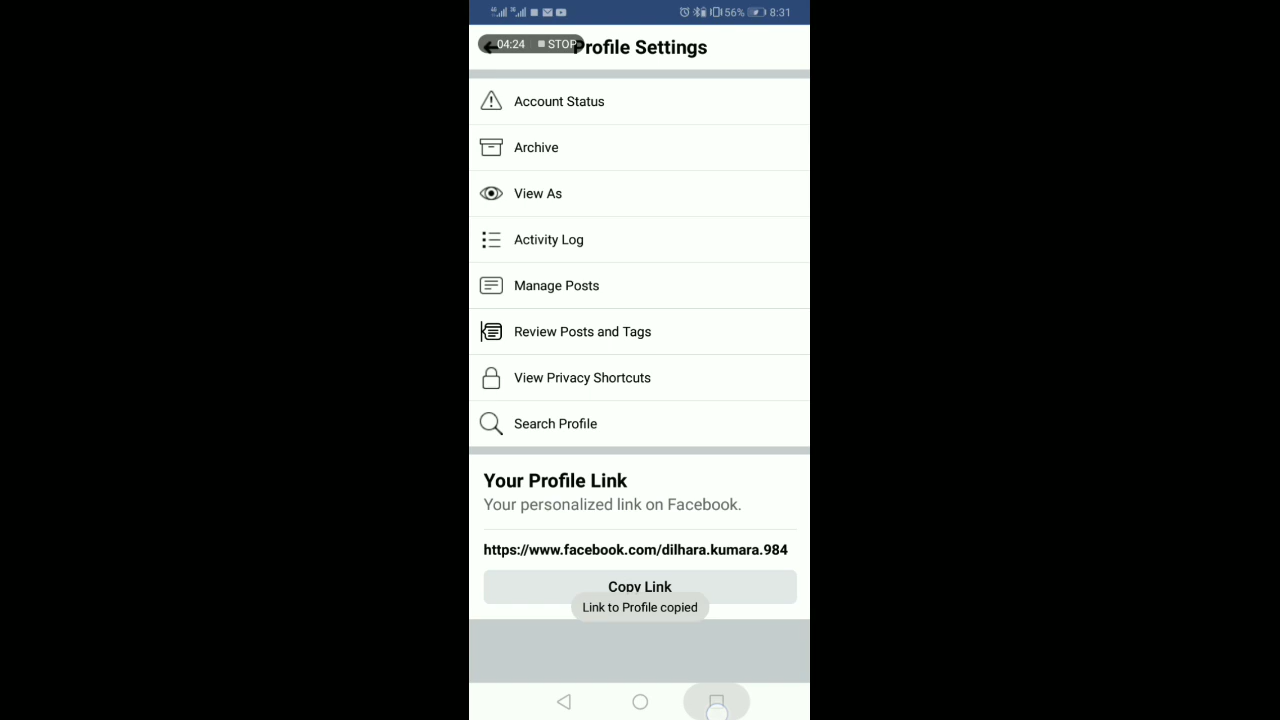 4G 3G 56% 8:31
04:24 STOP Profile Settings
Account Status
Archive
View As
Activity Log
Manage Posts
Review Posts and Tags
View Privacy Shortcuts
Search Profile
Your Profile Link
Your personalized link on Facebook.
https://www.facebook.com/dilhara.kumara.984
Copy Link
Link to Profile copied